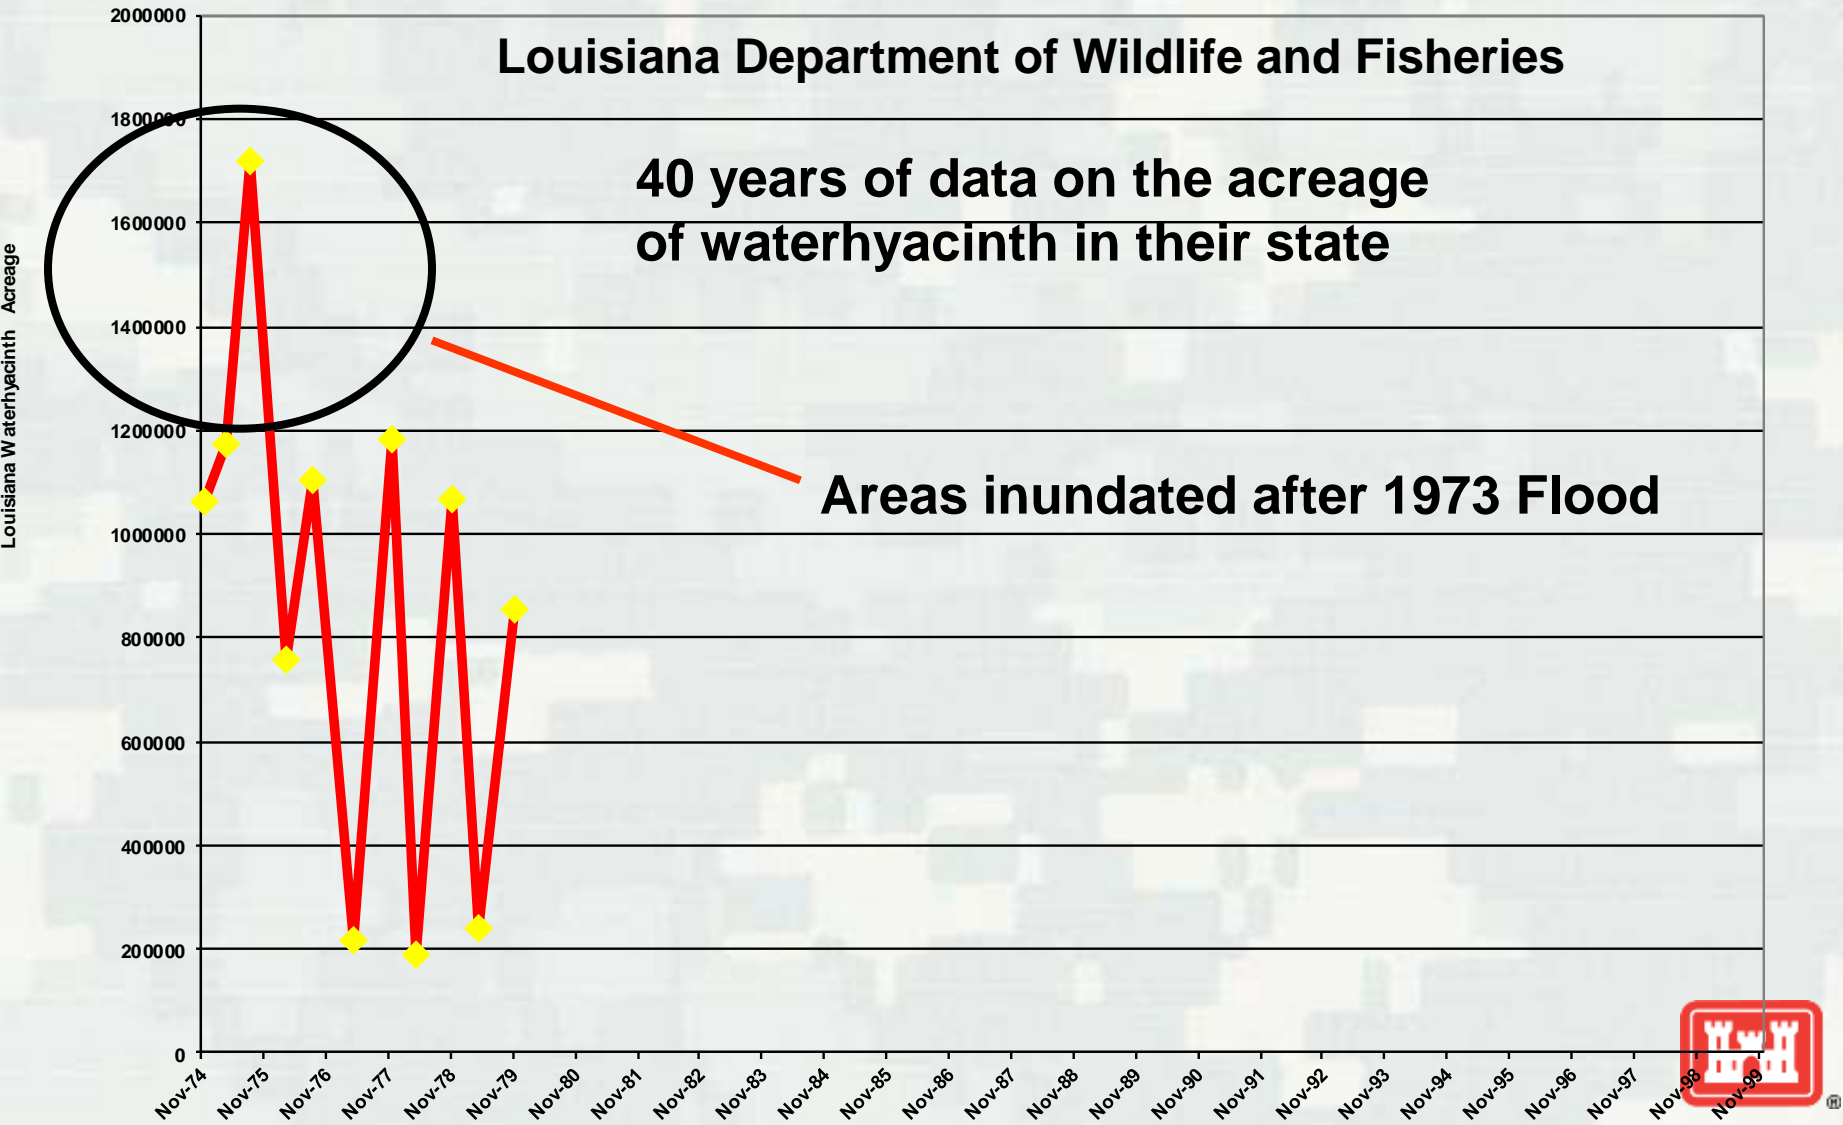 Louisiana Department of Wildlife and Fisheries
40 years of data on the acreage
of waterhyacinth in their state
Areas inundated after 1973 Flood
Louisiana Waterhyacinth Acreage
2000000
1800000
1600000
1400000
1200000
1000000
800000
600000
400000
200000
0
Nov-74
Nov-75
Nov-76
Nov-77
Nov-78
Nov-79
Nov-80
Nov-81
Nov-82
Nov-83
Nov-84
Nov-85
Nov-86
Nov-87
Nov-88
Nov-89
Nov-90
Nov-91
Nov-92
Nov-93
Nov-94
Nov-95
Nov-96
Nov-97
Nov-98
Nov-99
®